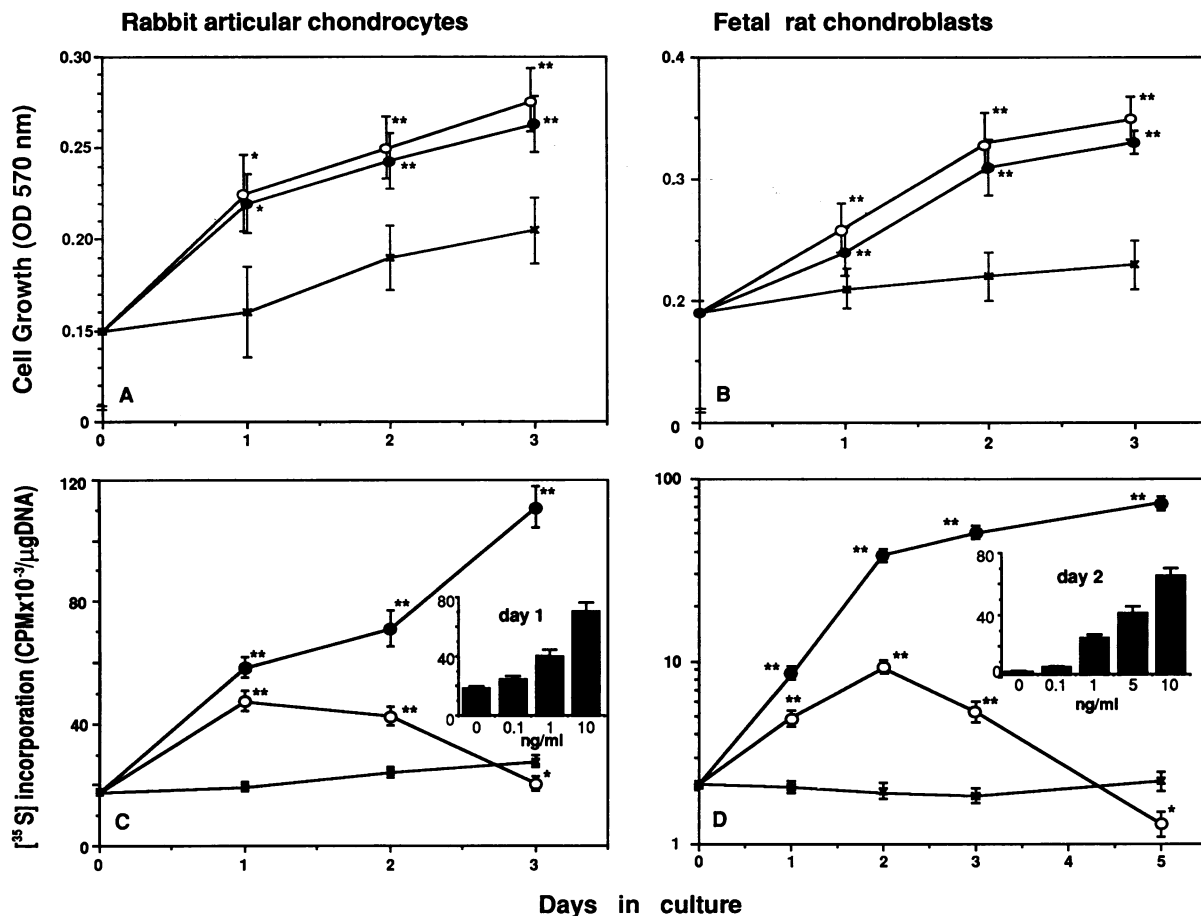 Rabbit articular chondrocytes
Fetal rat chondroblasts
Cell Growth (OD 570 nm)
0.30
0.25
0.20
0.15
0
** 
**
*
**
**
*
A
0 1 2 3
0.4
0.3
0.2
0
**
**
**
**
**
**
B
0 1 2 3
[35 S] incorporation (CPMx10-3/µgDNA)
120
80
40
0
**
**
**
**
**
*
C
0 1 2 3
day 1
80
40
0
0 0.1 1 10
ng/ml
100
10
1
**
**
**
**
**
**
**
*
D
0 1 2 3 4 5
day 2
80
40
0
0 0.1 1 5 10
ng/ml
Days in culture